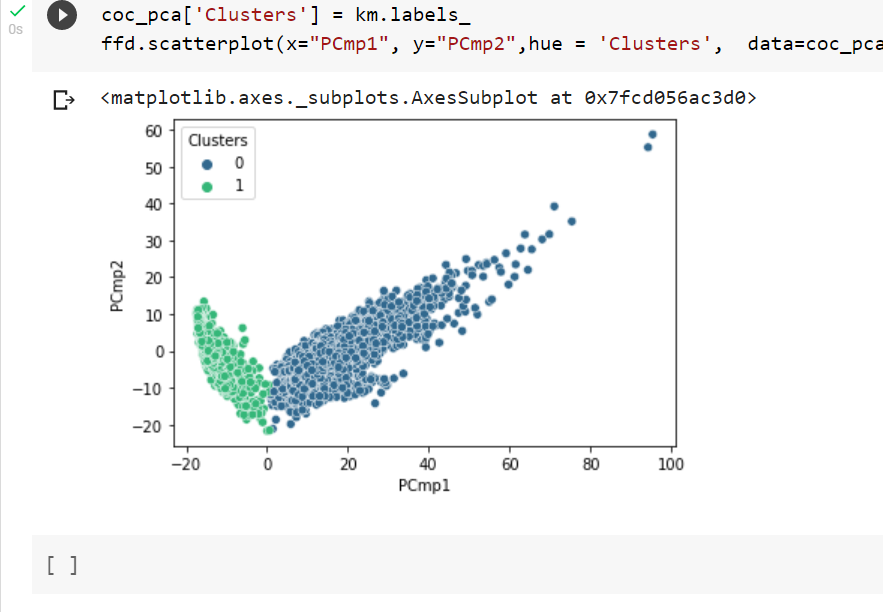 coc_pca['Clusters'] = km.labels_
0s
ffd.scatterplot(x="PCmp1", y="PCmp2",hue = 'Clusters',  data=coc_pca
<matplotlib.axes._subplots.AxesSubplot at 0x7fcd056ac3d0>
Clusters
0
1
60
50
40
30
20
10
0
−10
−20
PCmp2
−20 0 20 40 60 80 100
PCmp1
[ ]